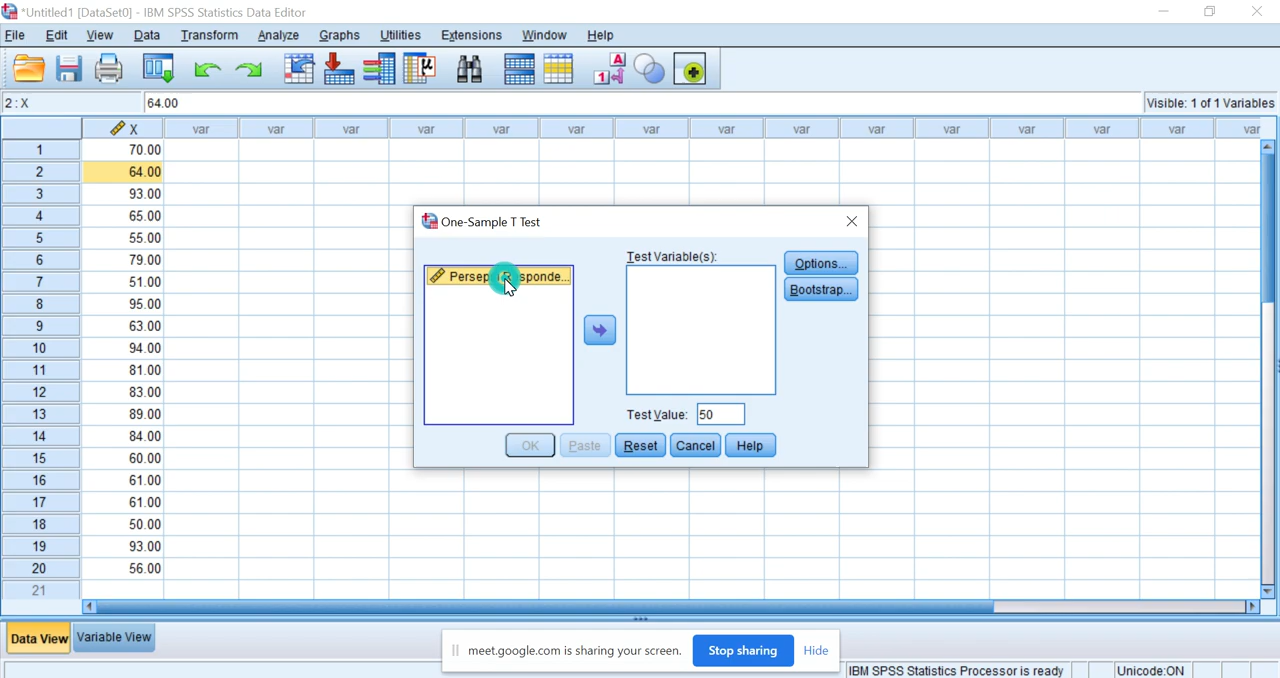 *Untitled1 [DataSet0] - IBM SPSS Statistics Data Editor
File Edit View Data Transform Analyze Graphs Utilities Extensions Window Help
2 : X 64.00 Visible: 1 of 1 Variables
X var var var var var var var var var var var var var var var
1 70.00
2 64.00
3 93.00
4 65.00
5 55.00
6 79.00
7 51.00
8 95.00
9 63.00
10 94.00
11 81.00
12 83.00
13 89.00
14 84.00
15 60.00
16 61.00
17 61.00
18 50.00
19 93.00
20 56.00
21
One-Sample T Test
Test Variable(s):
Options...
Bootstrap...
Test Value: 50
OK Paste Reset Cancel Help
Data View Variable View
meet.google.com is sharing your screen. Stop sharing Hide
IBM SPSS Statistics Processor is ready Unicode:ON